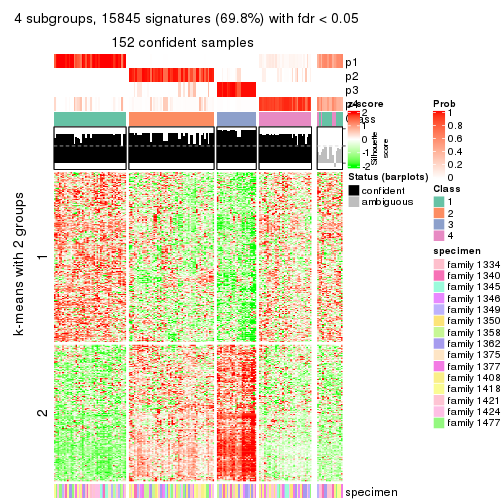 4 subgroups, 15845 signatures (69.8%) with fdr < 0.05
152 confident samples
p1
p2
p3
p4
Class
z-score
2
1
0
-1
-2
Silhouette
score
Prob
1
0.8
0.6
0.4
0.2
0
Status (barplots)
confident
ambiguous
Class
1
2
3
4
k-means with 2 groups
1
2
specimen
family 1334
family 1340
family 1345
family 1346
family 1349
family 1350
family 1358
family 1362
family 1375
family 1377
family 1408
family 1418
family 1421
family 1424
family 1477
specimen